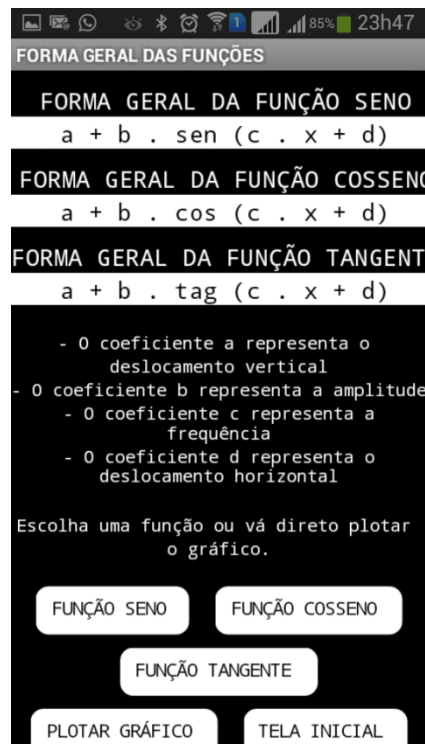 85% 23h47
FORMA GERAL DAS FUNÇÕES
FORMA GERAL DA FUNÇÃO SENO
a + b . sen (c . x + d)
FORMA GERAL DA FUNÇÃO COSSENO
a + b . cos (c . x + d)
FORMA GERAL DA FUNÇÃO TANGENT
a + b . tag (c . x + d)
- O coeficiente a representa o
deslocamento vertical
- O coeficiente b representa a amplitude
- O coeficiente c representa a
frequência
- O coeficiente d representa o
deslocamento horizontal
Escolha uma função ou vá direto plotar
o gráfico.
FUNÇÃO SENO FUNÇÃO COSSENO
FUNÇÃO TANGENTE
PLOTAR GRÁFICO TELA INICIAL